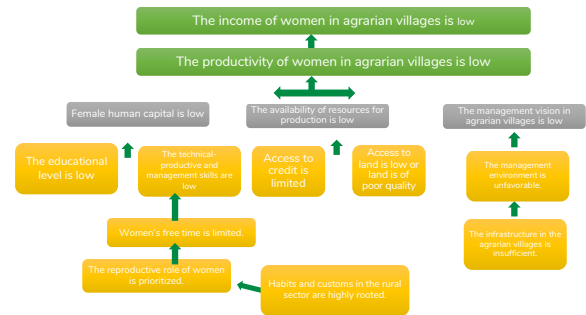 The income of women in agrarian villages is low
The productivity of women in agrarian villages is low
Female human capital is low
The availability of resources for
production is low
The management vision in
agrarian villages is low
The educational
level is low
The technical-
productive and
management skills are
low
Access to
credit is
limited
Access to
land is low or
land is of
poor quality
The management
environment is
unfavorable.
Women's free time is limited.
The infrastructure in the
agrarian villages is
insufficient.
The reproductive role of women
is prioritized.
Habits and customs in the rural
sector are highly rooted.